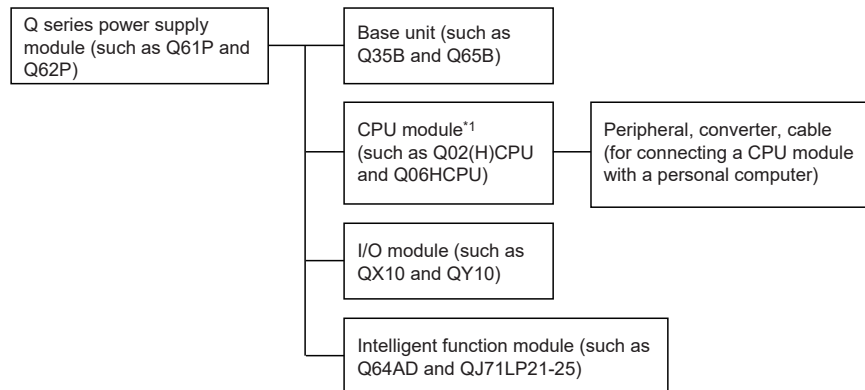 Q series power supply
module (such as Q61P and
Q62P)
Base unit (such as
Q35B and Q65B)
CPU module*1
(such as Q02(H)CPU
and Q06HCPU)
Peripheral, converter, cable
(for connecting a CPU module
with a personal computer)
I/O module (such as
QX10 and QY10)
Intelligent function module (such as
Q64AD and QJ71LP21-25)